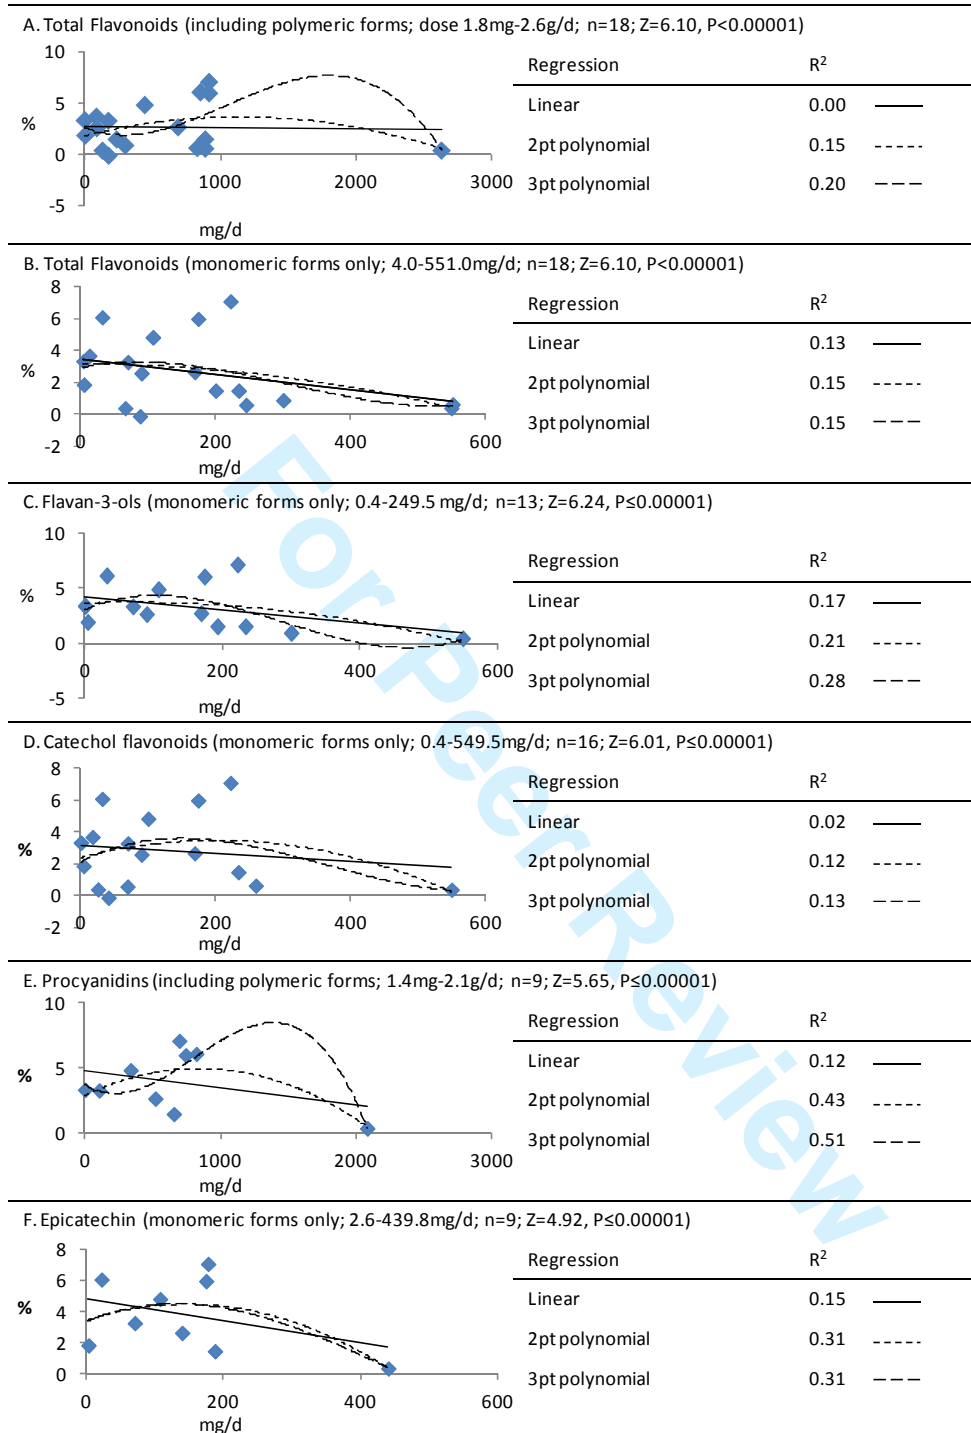 A. Total Flavonoids (including polymeric forms; dose 1.8mg-2.6g/d; n=18; Z=6.10, P<0.00001)
10
5
%
0
-5
0
1000
2000
3000
mg/d
Regression R²
Linear 0.00
2pt polynomial 0.15
3pt polynomial 0.20
B. Total Flavonoids (monomeric forms only; 4.0-551.0mg/d; n=18; Z=6.10, P<0.00001)
8
6
4
%
2
0
-2
0
200
400
600
mg/d
Regression R²
Linear 0.13
2pt polynomial 0.15
3pt polynomial 0.15
C. Flavan-3-ols (monomeric forms only; 0.4-249.5 mg/d; n=13; Z=6.24, P≤0.00001)
10
%
5
0
-5
0
200
400
600
mg/d
Regression R²
Linear 0.17
2pt polynomial 0.21
3pt polynomial 0.28
D. Catechol flavonoids (monomeric forms only; 0.4-549.5mg/d; n=16; Z=6.01, P≤0.00001)
8
6
4
%
2
0
-2
0
200
400
600
mg/d
Regression R²
Linear 0.02
2pt polynomial 0.12
3pt polynomial 0.13
E. Procyanidins (including polymeric forms; 1.4mg-2.1g/d; n=9; Z=5.65, P≤0.00001)
10
%
5
0
0
1000
2000
3000
mg/d
Regression R²
Linear 0.12
2pt polynomial 0.43
3pt polynomial 0.51
F. Epicatechin (monomeric forms only; 2.6-439.8mg/d; n=9; Z=4.92, P≤0.00001)
8
6
%
4
2
0
0
200
400
600
mg/d
Regression R²
Linear 0.15
2pt polynomial 0.31
3pt polynomial 0.31
For Peer Review